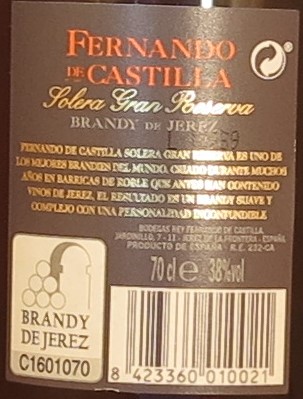 FERNANDO
DE CASTILLA
Solera Gran Reserva
BRANDY DE JEREZ
FERNANDO DE CASTILLA SOLERA GRAN RESERVA ES UNO DE
LOS MEJORES BRANDIES DEL MUNDO. CRIADO DURANTE MUCHOS
AÑOS EN BARRICAS DE ROBLE QUE ANTES HAN CONTENIDO
VINOS DE JEREZ, EL RESULTADO ES UN BRANDY SUAVE Y
COMPLEJO CON UNA PERSONALIDAD INCONFUNDIBLE
BODEGAS REY FERNANDO DE CASTILLA,
JARDINILLO, 7-11 JEREZ DE LA FRONTERA - ESPAÑA
PRODUCTO DE ESPAÑA - R.E. 232-CA
70 cl e 38%vol
BRANDY
DE JEREZ
C1601070
8 423360 010021